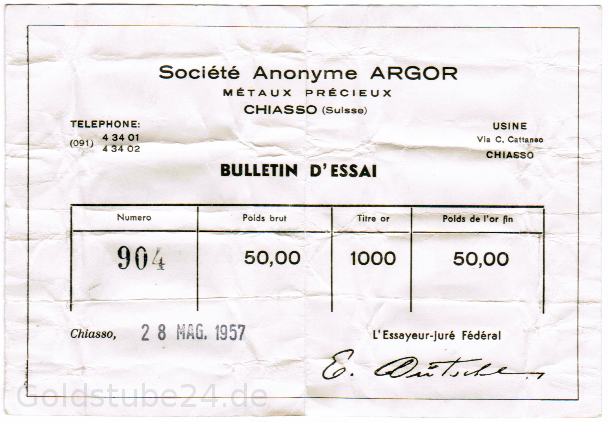 Société Anonyme ARGOR
MÉTAUX PRÉCIEUX
CHIASSO (Suisse)
TELEPHONE:
(091) 4 34 01
4 34 02
USINE
Via C. Cattaneo
CHIASSO
BULLETIN D'ESSAI
Numero Poids brut Titre or Poids de l'or fin
904 50,00 1000 50,00
Chiasso, 28 MAG. 1957
L'Essayeur-juré Fédéral
E.
Goldstube24.de